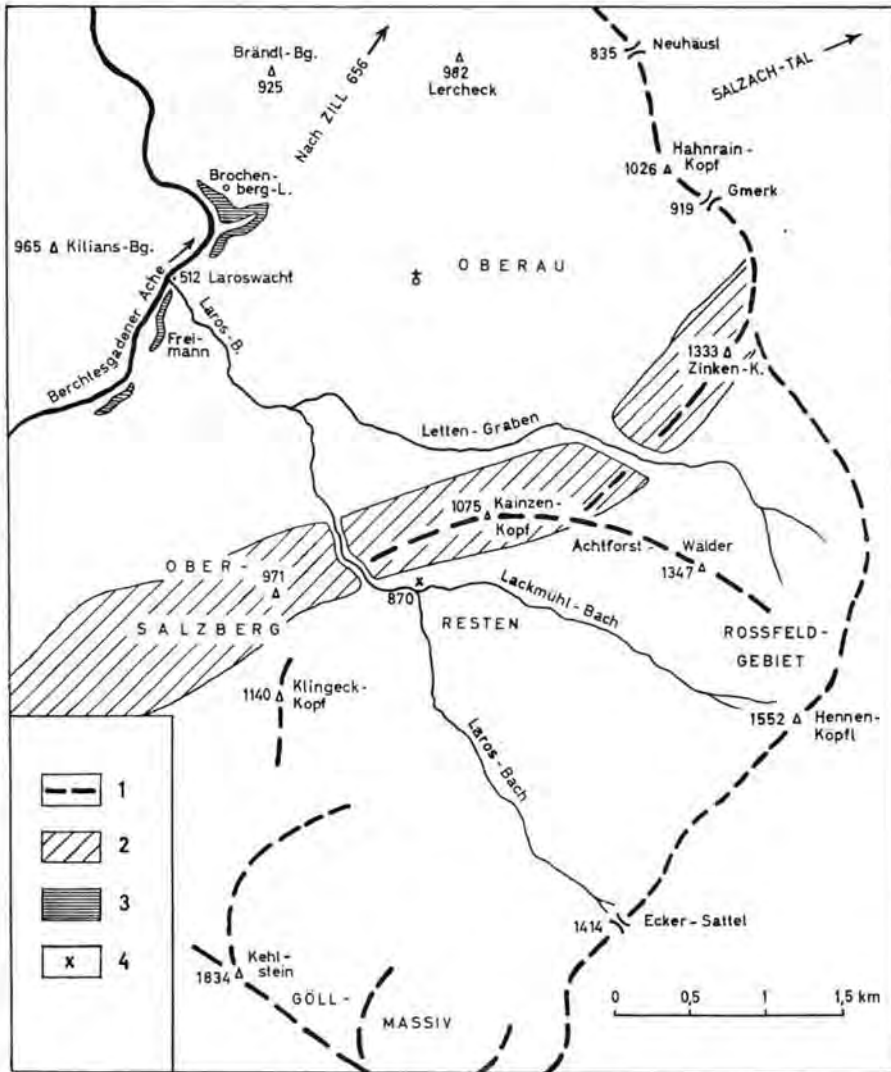 Brändl-Bg.
925
Nach ZILL 656
982
Lercheck
835
Neuhäusl
SALZACH-TAL
1026
Hahnrain-
Kopf
919
Gmerk
Brochen-
berg-L.
965 Kilians-Bg.
512 Laroswacht
Berchtesgadener Ache
Frei-
mann
Laros-B.
OBERAU
1333
Zinken-K.
Letten-Graben
1075
Kainzen-
Kopf
Achtforst-Wälder
1347
OBER-
971
SALZBERG
x
870
Lackmühl-Bach
RESTEN
ROSSFELD-
GEBIET
1140
Klingeck-
Kopf
1552
Hennen-
Köpfl
Laros-Bach
1
2
3
x 4
1414
Ecker-Sattel
1834
Kehl-
stein
GÖLL-
MASSIV
0 0,5 1 1,5 km